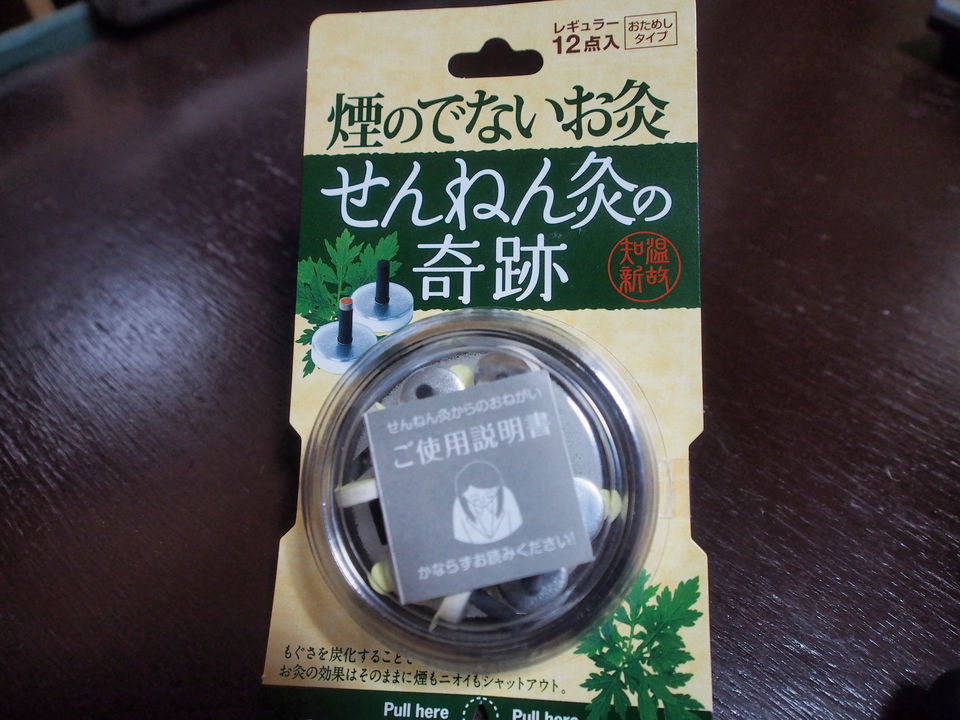 レギュラー
12点入
おためし
タイプ
煙のでないお灸
せんねん灸の
奇跡
温故
知新
せんねん灸からのおねがい
ご使用説明書
かならずお読みください!
もぐさを炭化することで
お灸の効果はそのままに煙もニオイもシャットアウト。
Pull here
Pull here